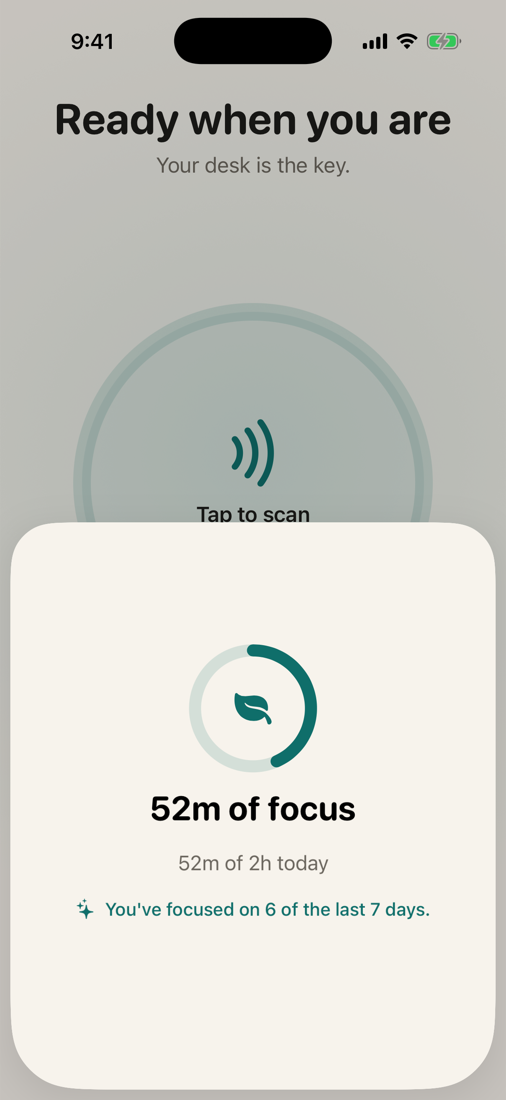 9:41
Ready when you are
Your desk is the key.
Tap to scan
52m of focus
52m of 2h today
You've focused on 6 of the last 7 days.